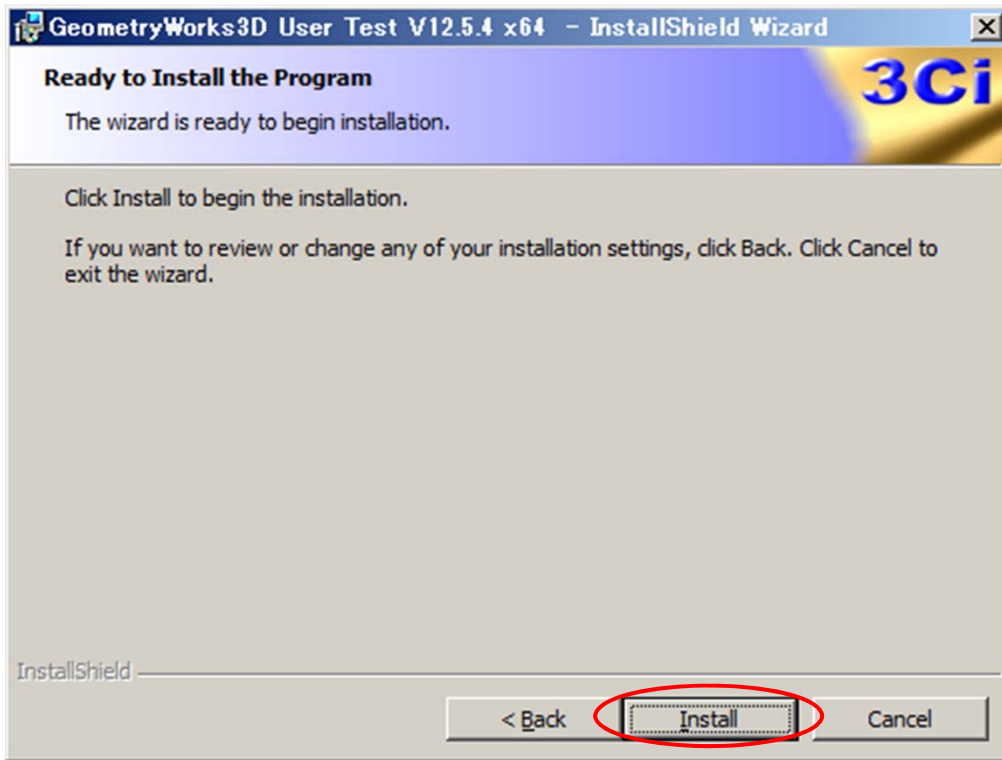 GeometryWorks3D User Test V12.5.4 x64 - InstallShield Wizard
Ready to Install the Program
3Ci
The wizard is ready to begin installation.
Click Install to begin the installation.
If you want to review or change any of your installation settings, click Back. Click Cancel to
exit the wizard.
InstallShield
< Back
Install
Cancel